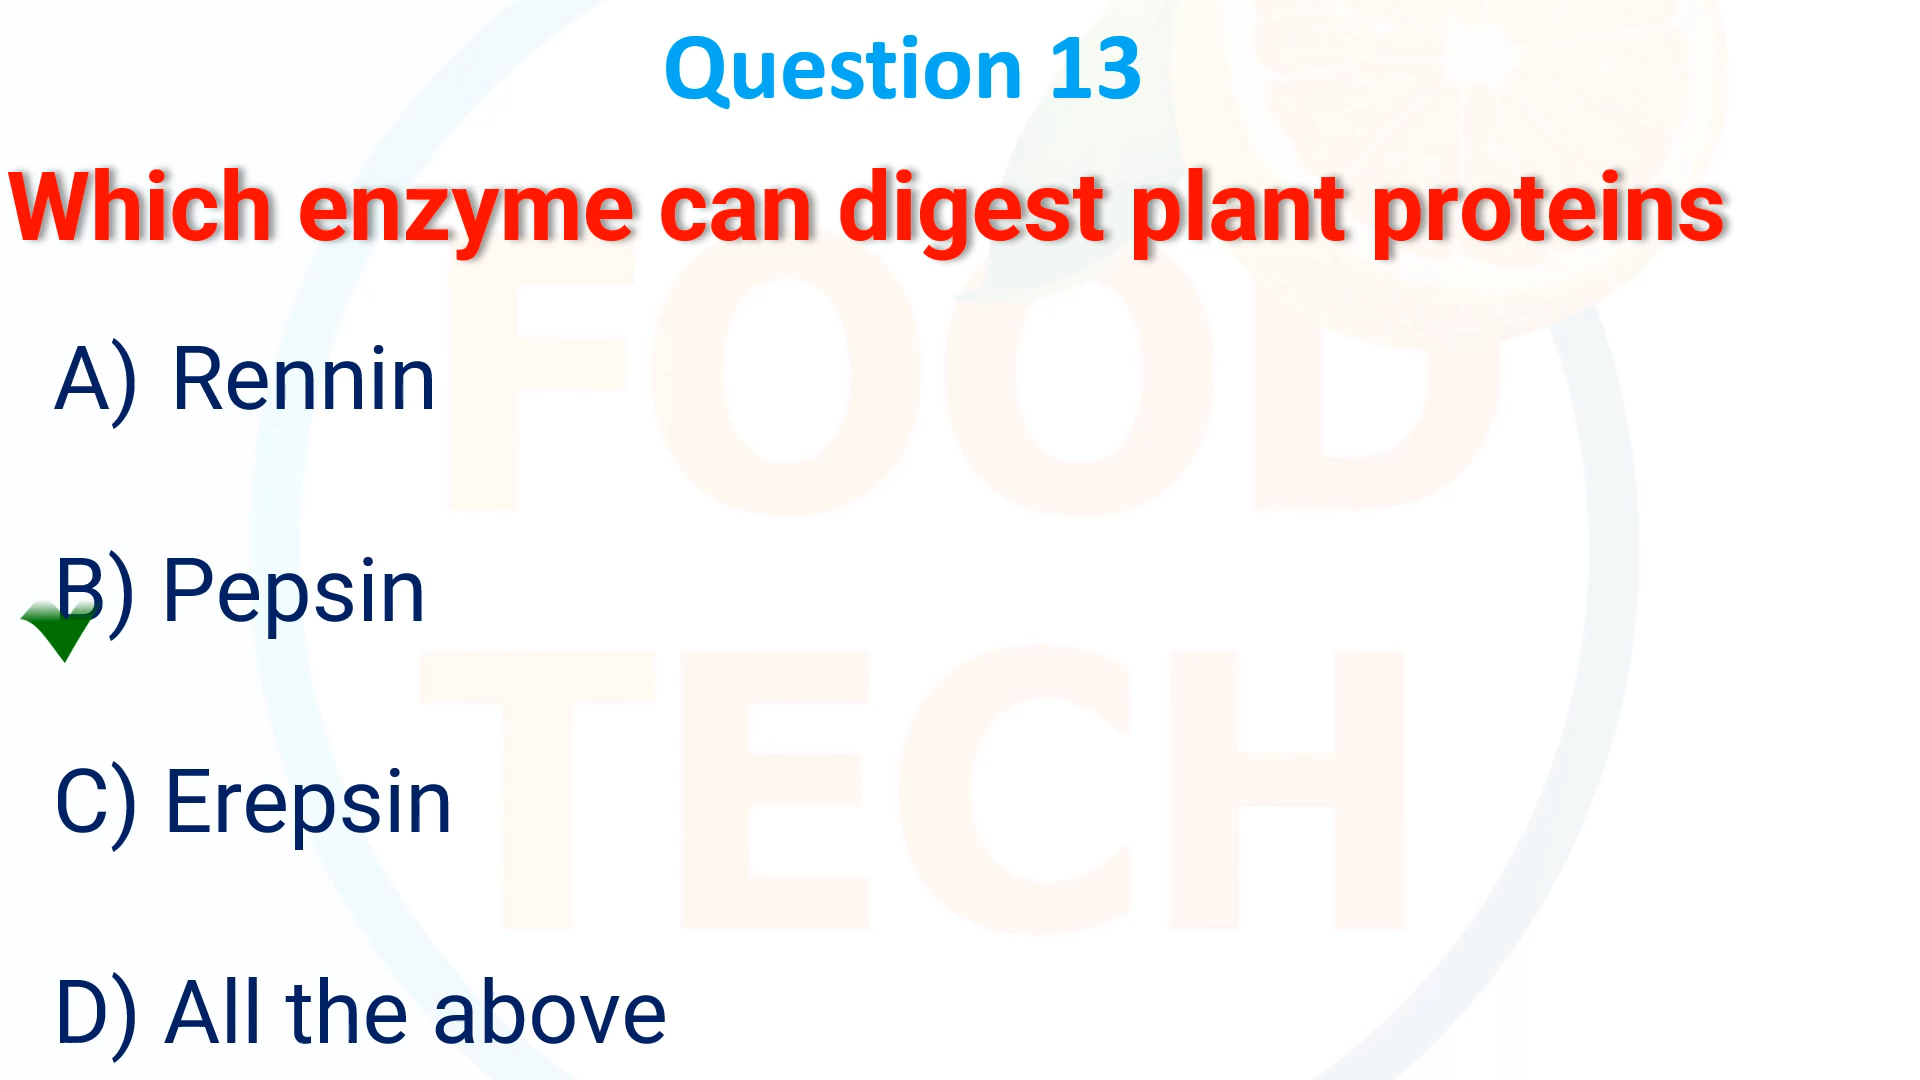 Question 13
Which enzyme can digest plant proteins
A) Rennin
B) Pepsin
C) Erepsin
D) All the above
FOOD
TECH